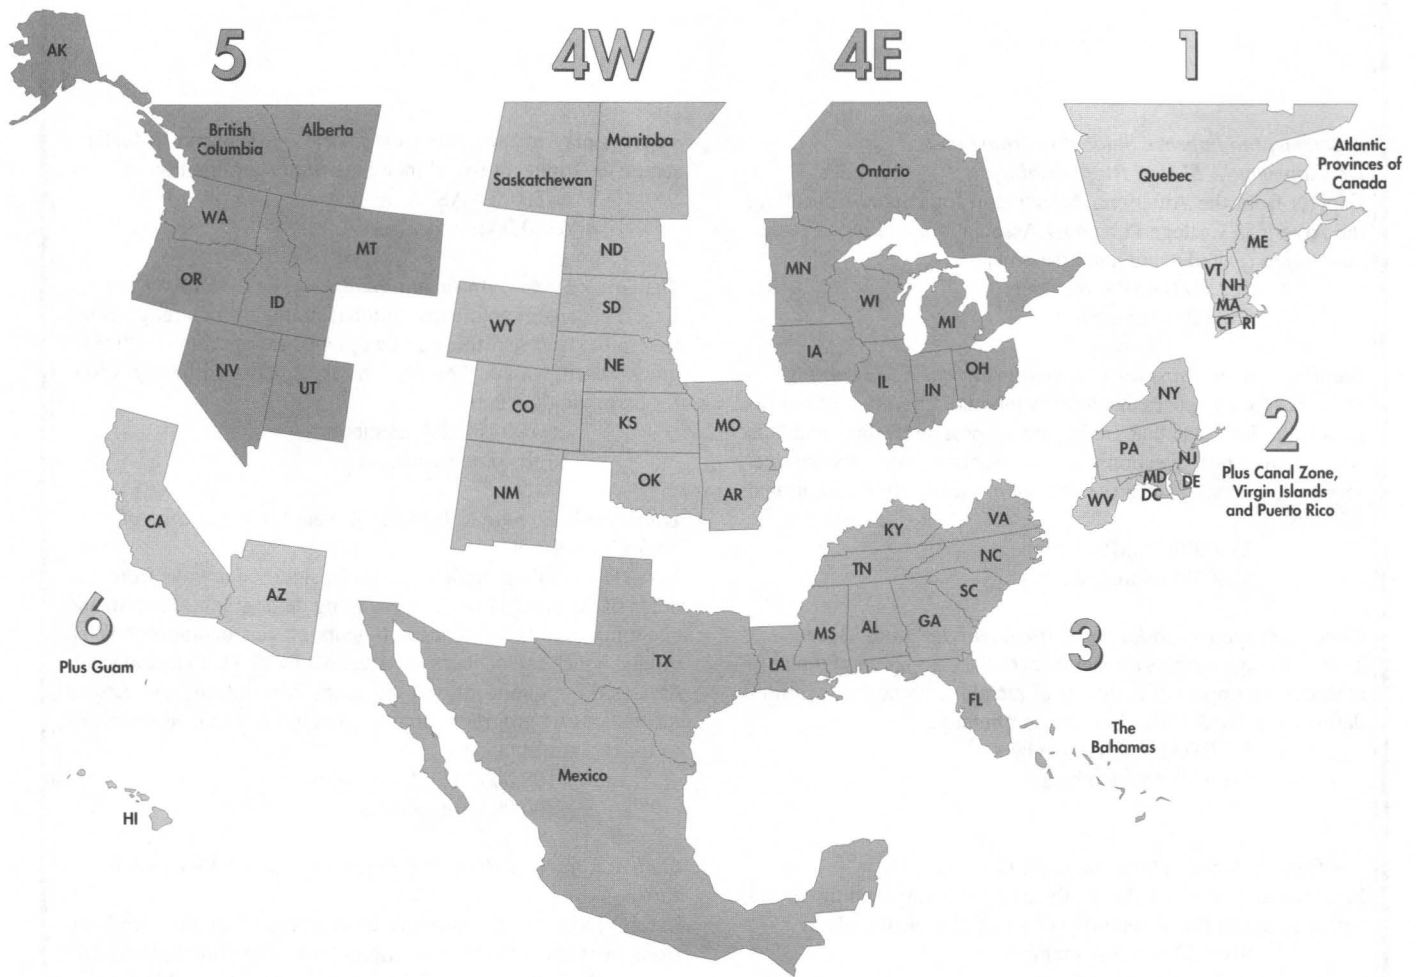 5
4W
4E
1
AK
British
Columbia
Alberta
Saskatchewan
Manitoba
Ontario
Quebec
Atlantic
Provinces of
Canada
WA
MT
OR
ID
NV
UT
ND
SD
WY
NE
CO
KS
MO
NM
OK
AR
MN
WI
MI
IA
IL
IN
OH
ME
VT
NH
MA
CT
RI
NY
PA
NJ
MD
DE
DC
WV
2
Plus Canal Zone,
Virgin Islands
and Puerto Rico
CA
AZ
6
Plus Guam
HI
KY
VA
TN
NC
SC
MS
AL
GA
LA
TX
FL
3
The
Bahamas
Mexico